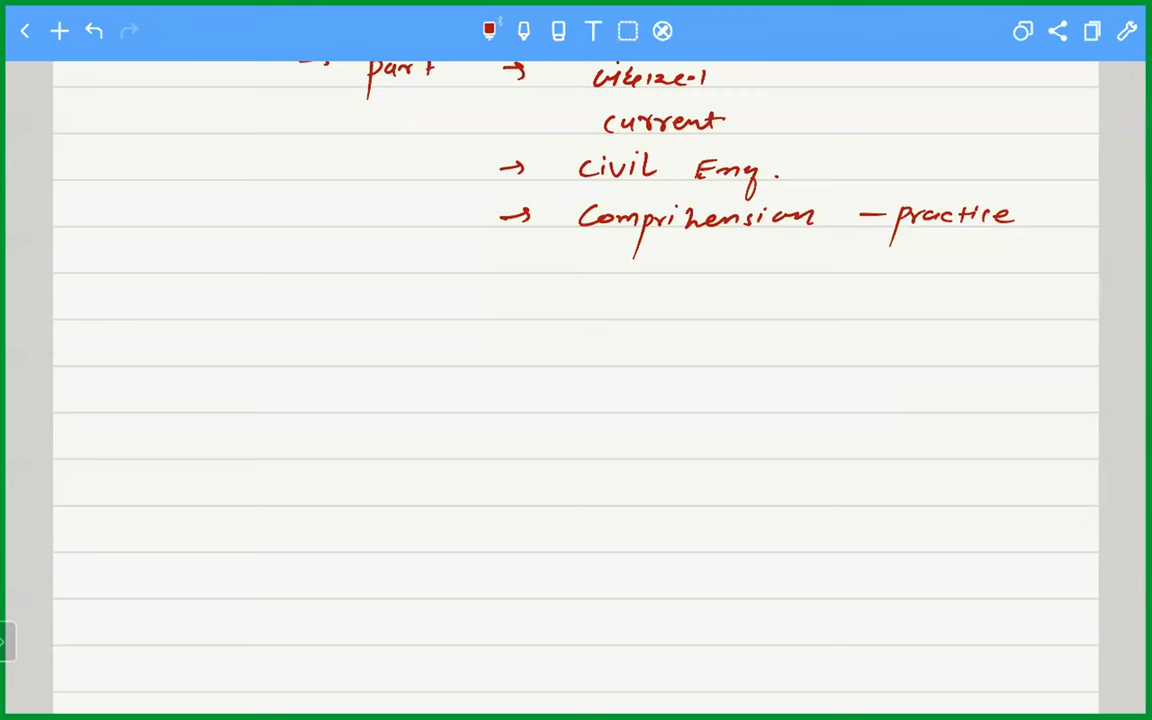 → part →
current
→ Civil Eng.
→ Comprihension — practice